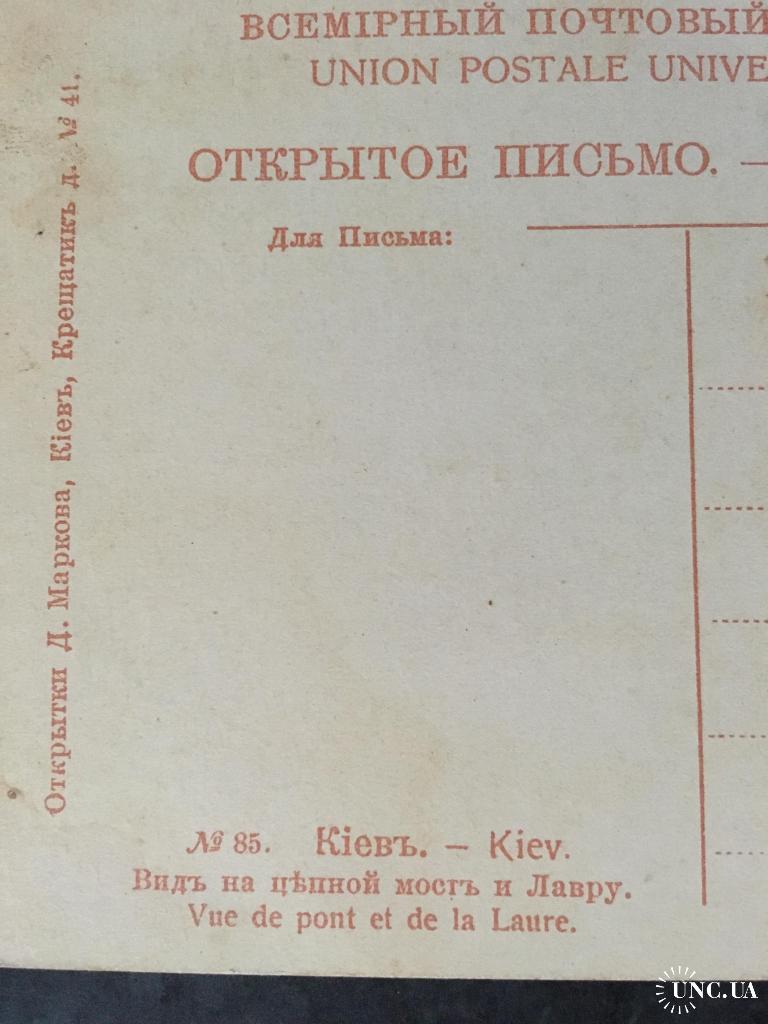 ВСЕМІРНЫЙ ПОЧТОВЫЙ
UNION POSTALE UNIVE
ОТКРЫТОЕ ПИСЬМО. —
Для Письма:
Открытки Д. Маркова, Кіевъ, Крещатикъ д. № 41.
№ 85. Кіевъ. — Kiev.
Видъ на цѣпной мостъ и Лавру.
Vue de pont et de la Laure.
UNC.UA